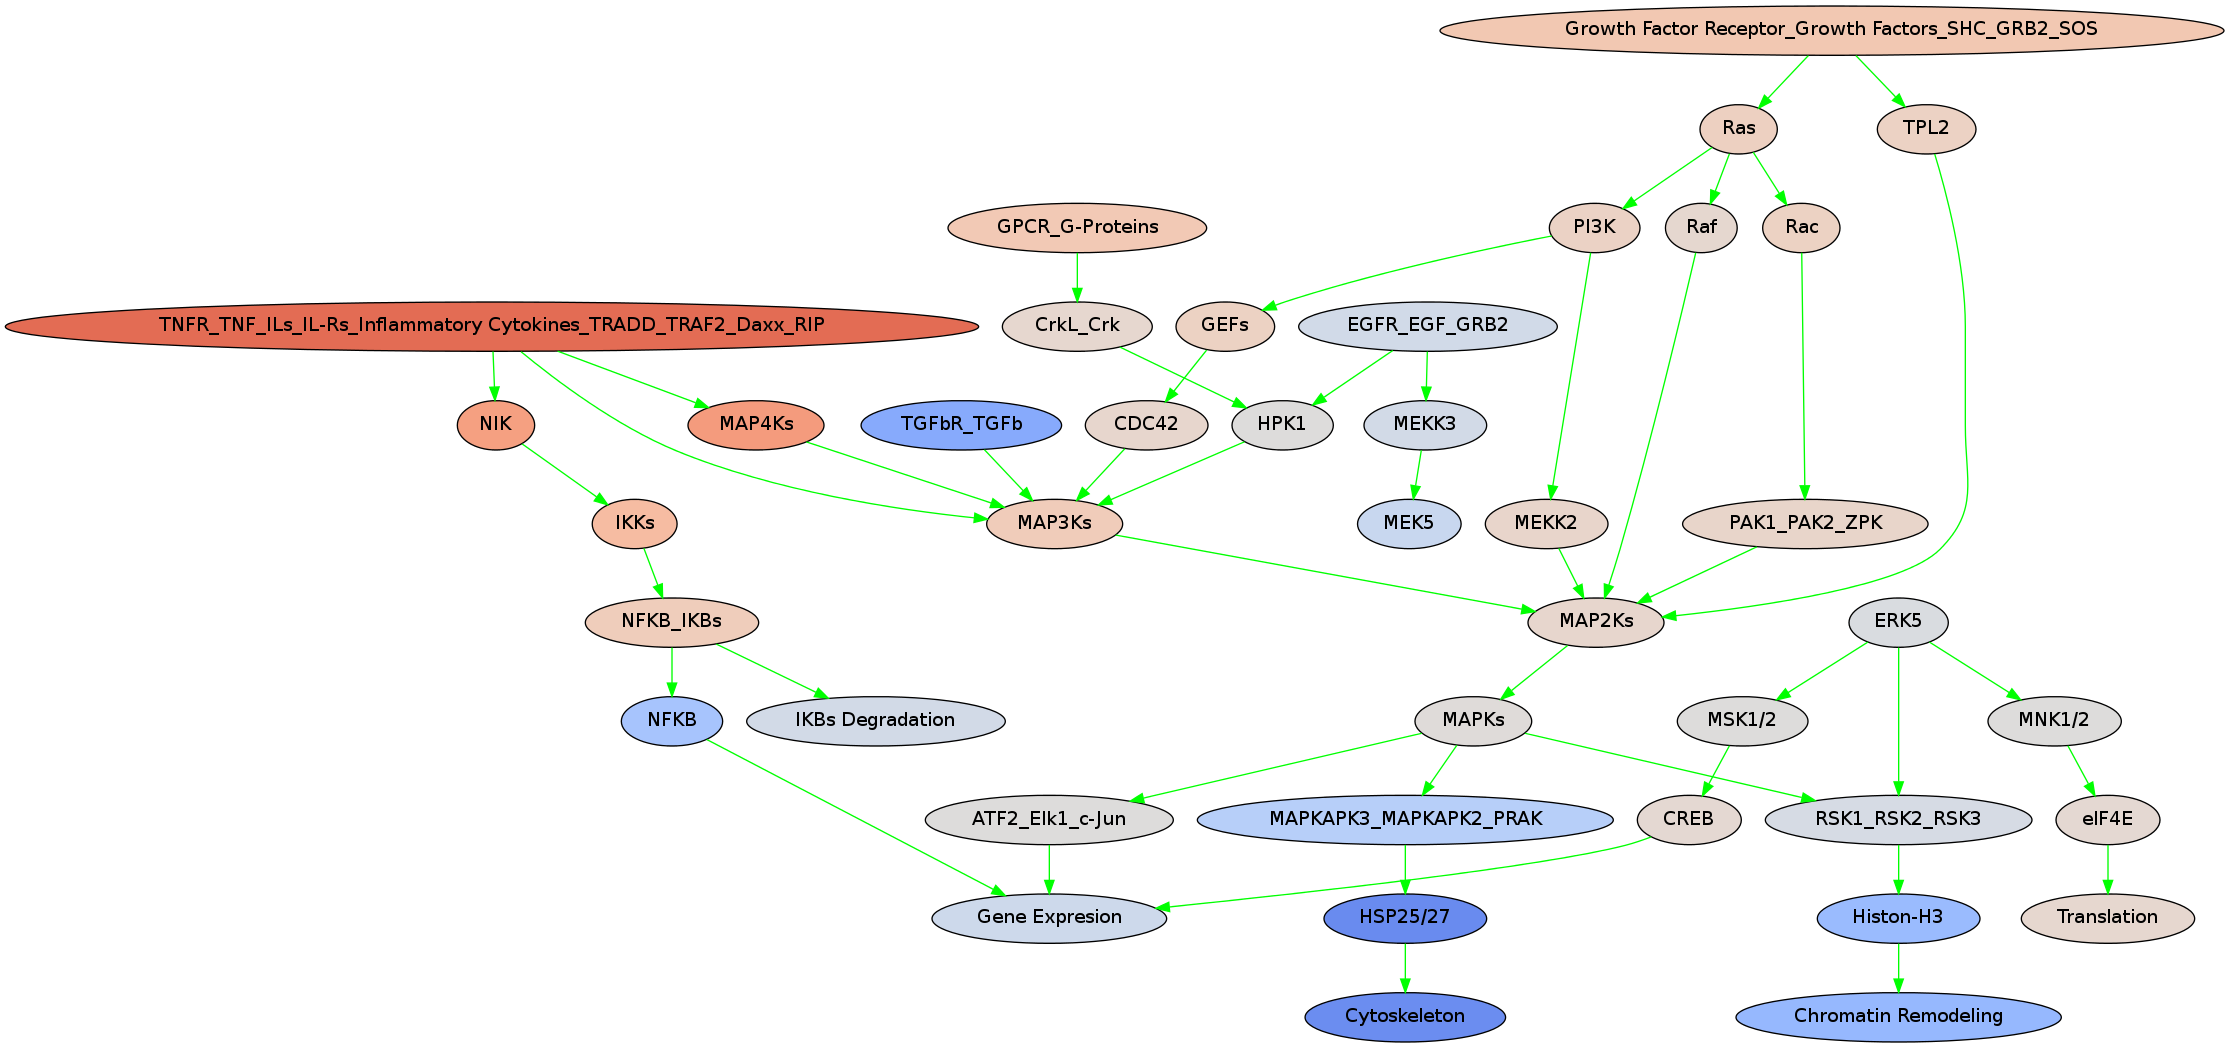 Growth Factor Receptor_Growth Factors_SHC_GRB2_SOS
Ras
TPL2
GPCR_G-Proteins
PI3K
Raf
Rac
TNFR_TNF_ILs_IL-Rs_Inflammatory Cytokines_TRADD_TRAF2_Daxx_RIP
CrkL_Crk
GEFs
EGFR_EGF_GRB2
NIK
MAP4Ks
TGFbR_TGFb
CDC42
HPK1
MEKK3
IKKs
MAP3Ks
MEK5
MEKK2
PAK1_PAK2_ZPK
NFKB_IKBs
MAP2Ks
ERK5
NFKB
IKBs Degradation
MAPKs
MSK1/2
MNK1/2
ATF2_Elk1_c-Jun
MAPKAPK3_MAPKAPK2_PRAK
CREB
RSK1_RSK2_RSK3
eIF4E
Gene Expresion
HSP25/27
Histon-H3
Translation
Cytoskeleton
Chromatin Remodeling